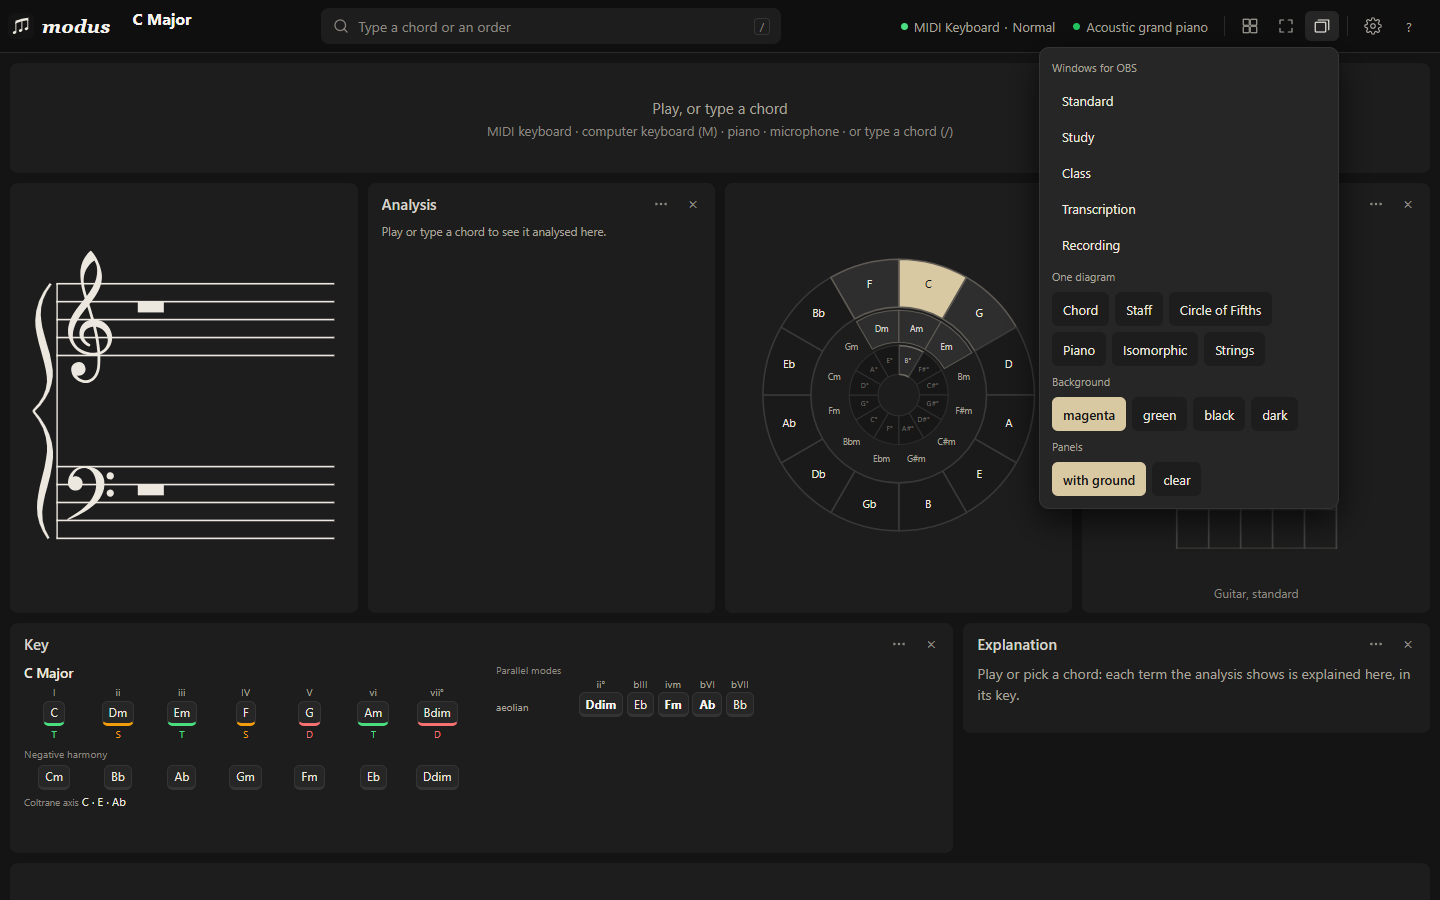 modus
C Major
Type a chord or an order
/
MIDI Keyboard · Normal
Acoustic grand piano
?
Play, or type a chord
MIDI keyboard · computer keyboard (M) · piano · microphone · or type a chord (/)
Windows for OBS
Standard
Study
Class
Transcription
Recording
One diagram
Chord Staff Circle of Fifths
Piano Isomorphic Strings
Background
magenta green black dark
Panels
with ground clear
Analysis
Play or type a chord to see it analysed here.
C
G
D
A
E
B
Gb
Db
Ab
Eb
Bb
F
Am
Em
Bm
F#m
C#m
G#m
Ebm
Bbm
Fm
Cm
Gm
Dm
B°
F#°
C#°
G#°
D#°
A#°
F°
C°
G°
D°
A°
E°
Guitar, standard
Key
C Major
I ii iii IV V vi vii°
C Dm Em F G Am Bdim
T S T S D T D
Negative harmony
Cm Bb Ab Gm Fm Eb Ddim
Coltrane axis C · E · Ab
Parallel modes
ii° bIII ivm bVI bVII
aeolian Ddim Eb Fm Ab Bb
Explanation
Play or pick a chord: each term the analysis shows is explained here, in
its key.